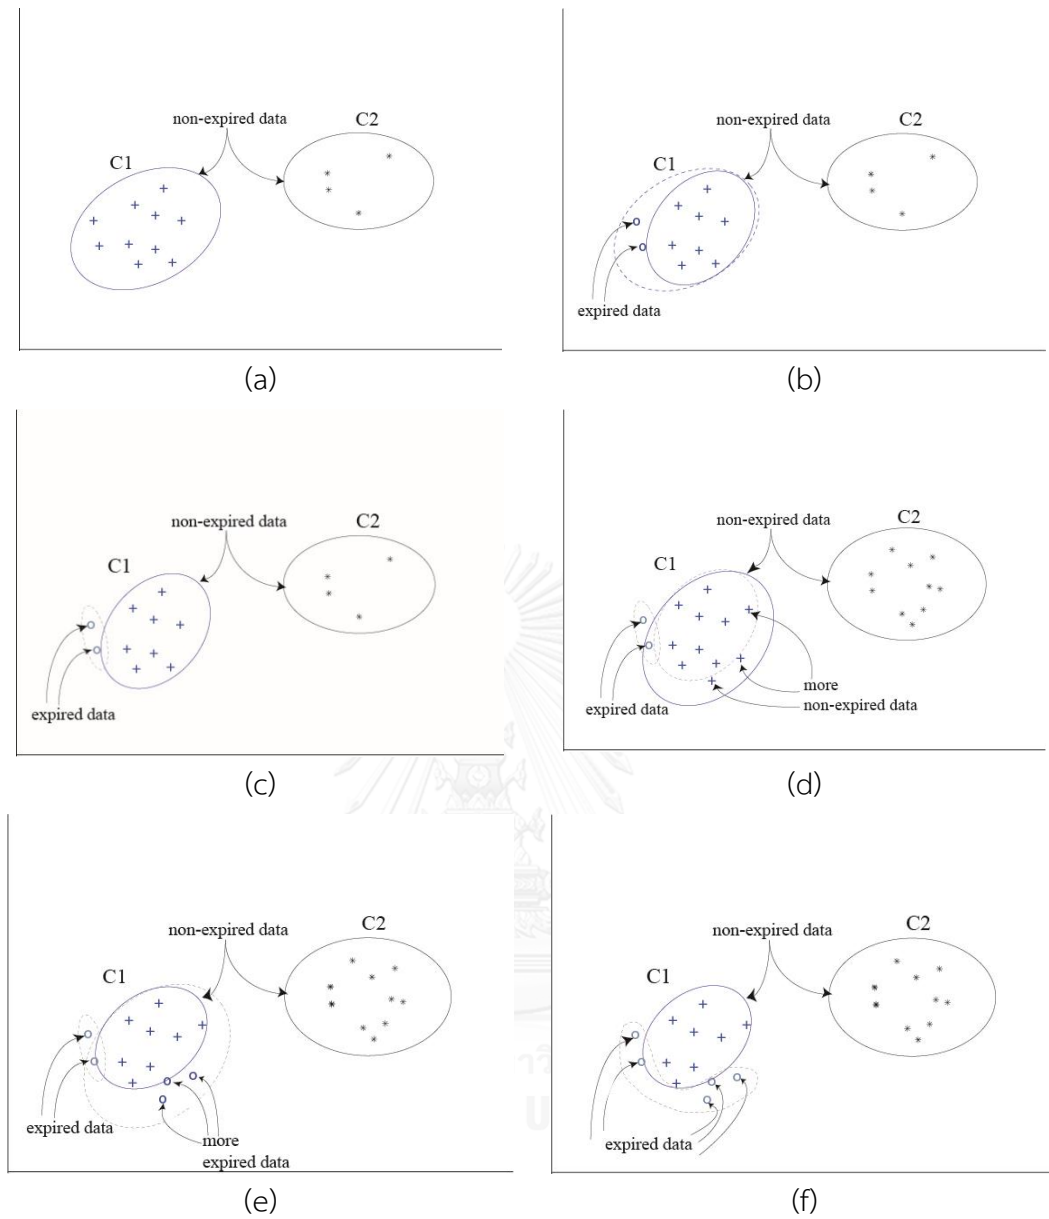 non-expired data
C2
C1
(a)
non-expired data
C2
C1
expired data
(b)
non-expired data
C2
C1
expired data
(c)
non-expired data
C2
C1
more
non-expired data
expired data
(d)
non-expired data
C2
C1
expired data
more
expired data
(e)
non-expired data
C2
C1
expired data
(f)